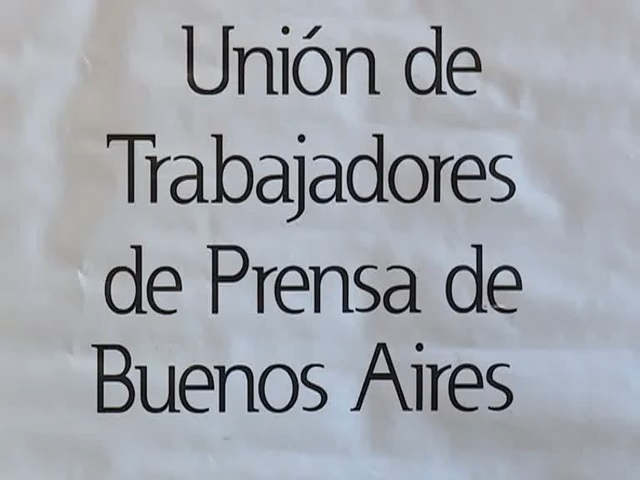 Unión de
Trabajadores
de Prensa de
Buenos Aires